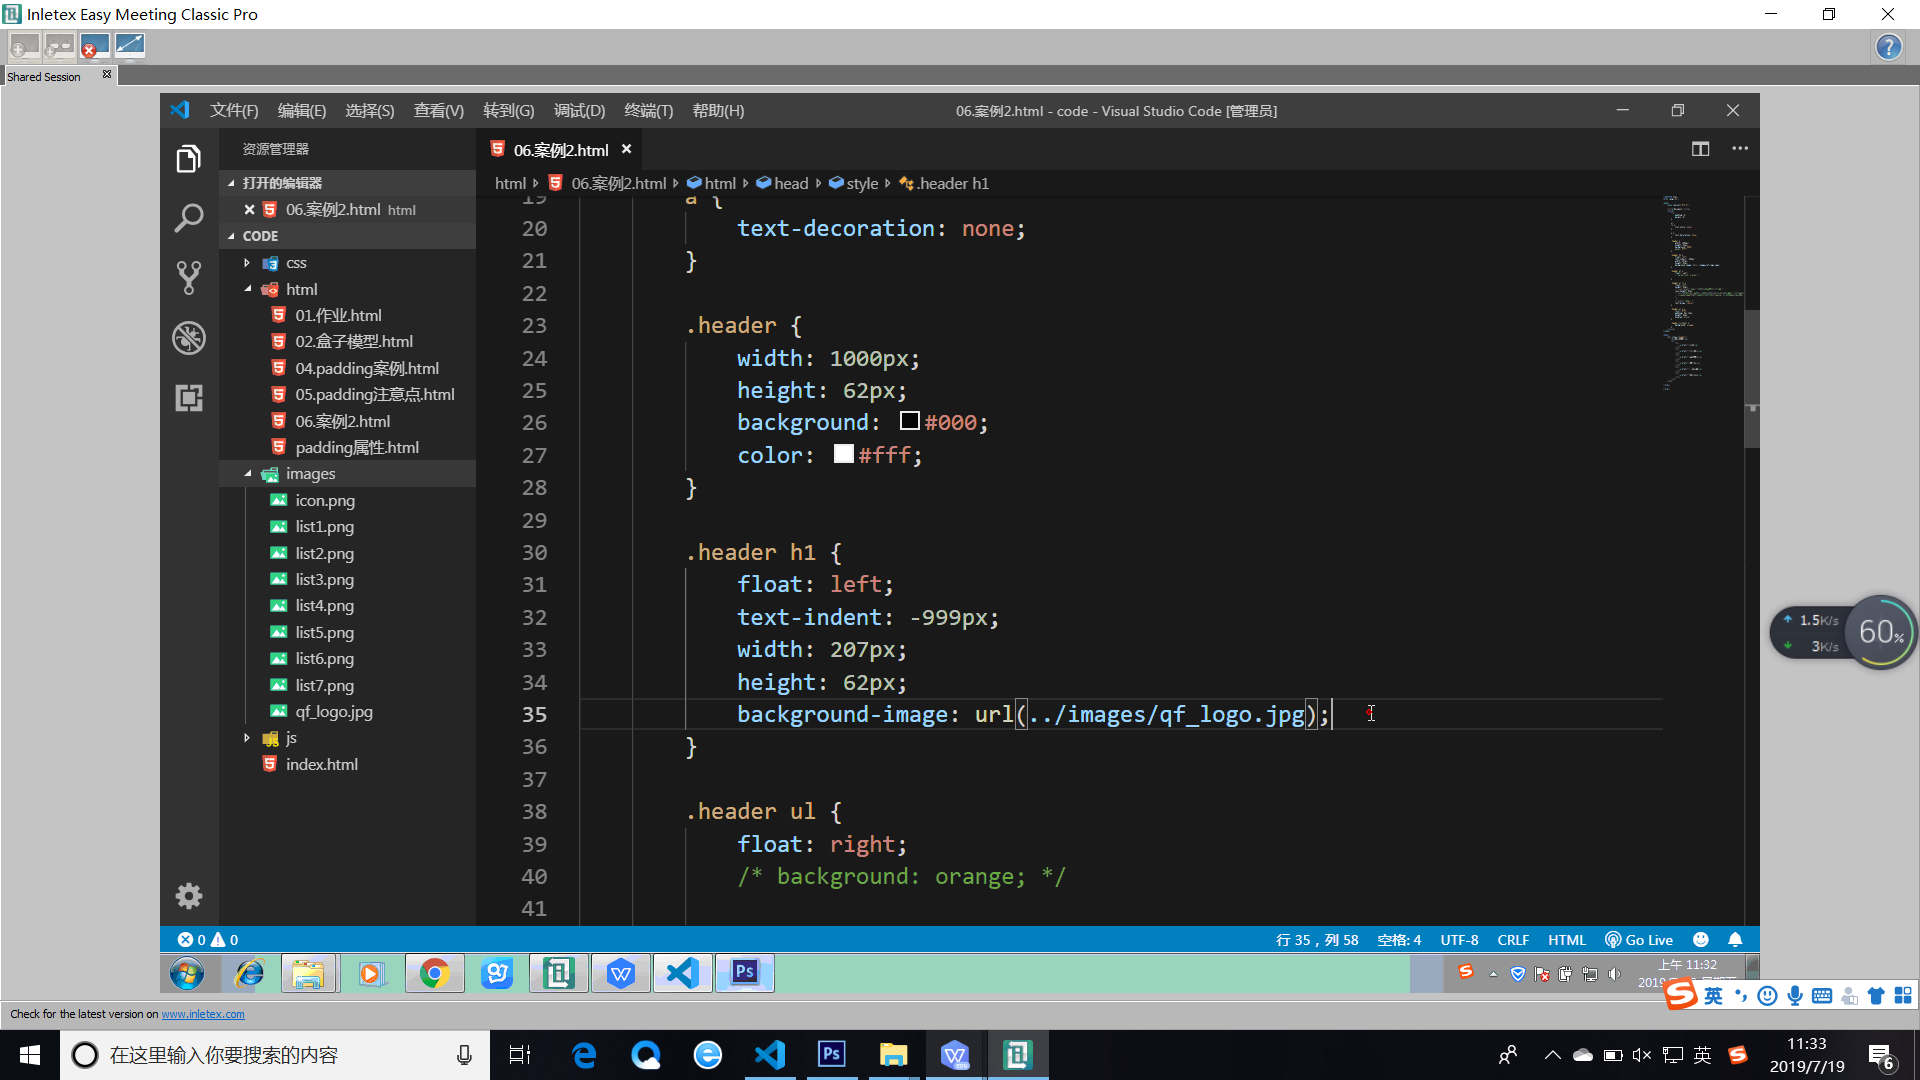 Inletex Easy Meeting Classic Pro
Shared Session
文件(F) 编辑(E) 选择(S) 查看(V) 转到(G) 调试(D) 终端(T) 帮助(H)
06.案例2.html - code - Visual Studio Code [管理员]
资源管理器
06.案例2.html
打开的编辑器
html 06.案例2.html html head style .header h1
06.案例2.html html
CODE
css
html
01.作业.html
02.盒子模型.html
04.padding案例.html
05.padding注意点.html
06.案例2.html
padding属性.html
images
icon.png
list1.png
list2.png
list3.png
list4.png
list5.png
list6.png
list7.png
qf_logo.jpg
js
index.html
19 a {
20 text-decoration: none;
21 }
22
23 .header {
24 width: 1000px;
25 height: 62px;
26 background: #000;
27 color: #fff;
28 }
29
30 .header h1 {
31 float: left;
32 text-indent: -999px;
33 width: 207px;
34 height: 62px;
35 background-image: url(../images/qf_logo.jpg);
36 }
37
38 .header ul {
39 float: right;
40 /* background: orange; */
41
1.5K/s
3K/s
60%
0 0
行 35，列 58 空格: 4 UTF-8 CRLF HTML Go Live
Ps
上午 11:32
英
Check for the latest version on www.inletex.com
在这里输入你要搜索的内容
Ps
英
11:33
2019/7/19
6